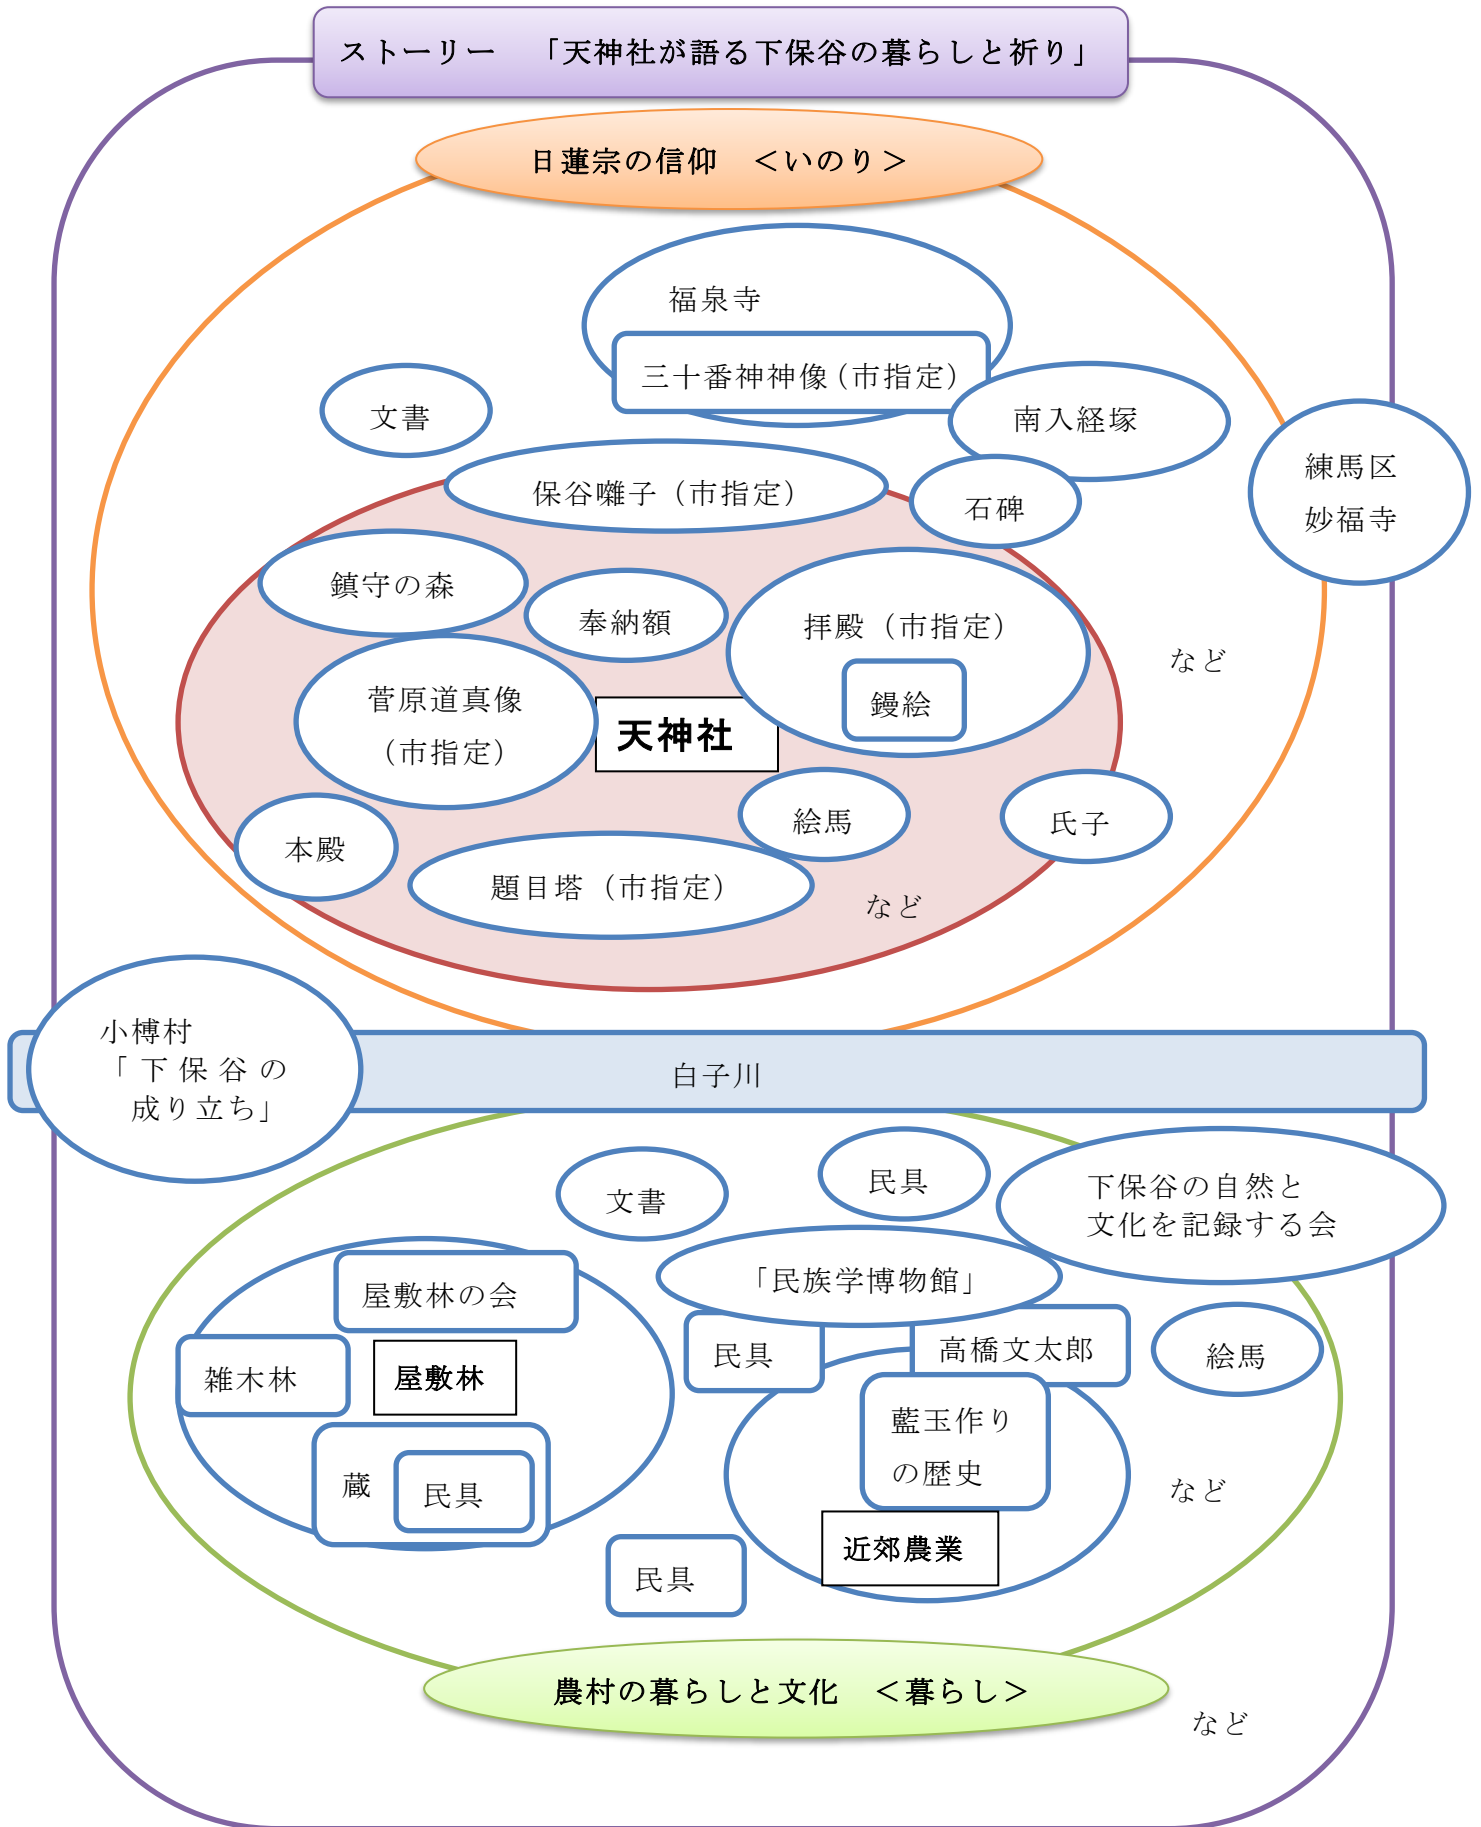 ストーリー　「天神社が語る下保谷の暮らしと祈り」
日蓮宗の信仰　＜いのり＞
福泉寺
三十番神神像（市指定）
文書
南入経塚
練馬区
妙福寺
保谷囃子（市指定）
石碑
鎮守の森
奉納額
拝殿（市指定）
鏝絵
など
菅原道真像
（市指定）
天神社
本殿
絵馬
氏子
題目塔（市指定）
など
小榑村
「下保谷の
成り立ち」
白子川
文書
民具
下保谷の自然と
文化を記録する会
屋敷林の会
「民族学博物館」
雑木林
屋敷林
民具
高橋文太郎
絵馬
藍玉作り
の歴史
蔵
民具
など
近郊農業
民具
農村の暮らしと文化　＜暮らし＞
など